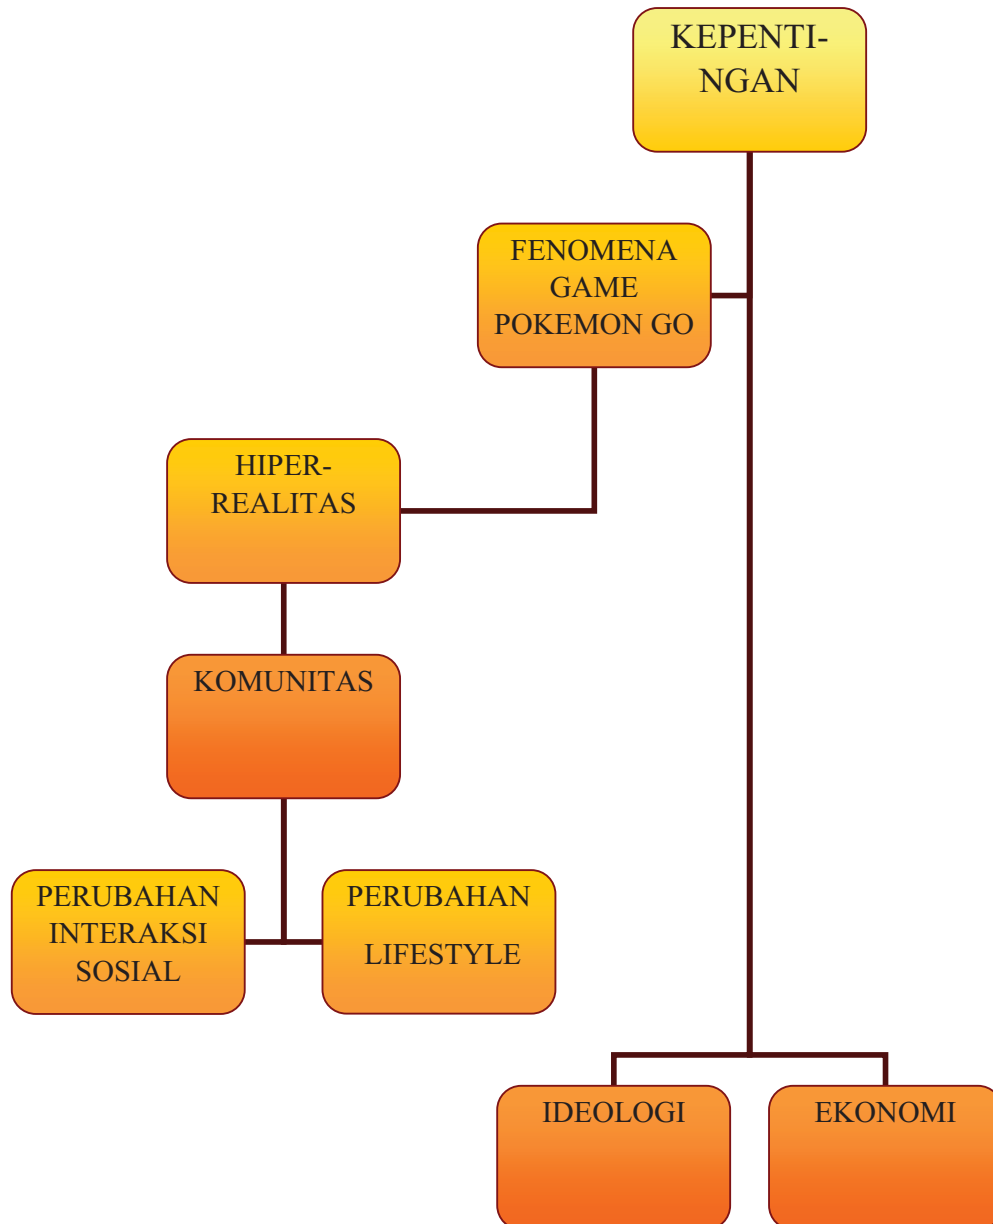 KEPENTI-
NGAN
FENOMENA
GAME
POKEMON GO
HIPER-
REALITAS
KOMUNITAS
PERUBAHAN
INTERAKSI
SOSIAL
PERUBAHAN
LIFESTYLE
IDEOLOGI
EKONOMI